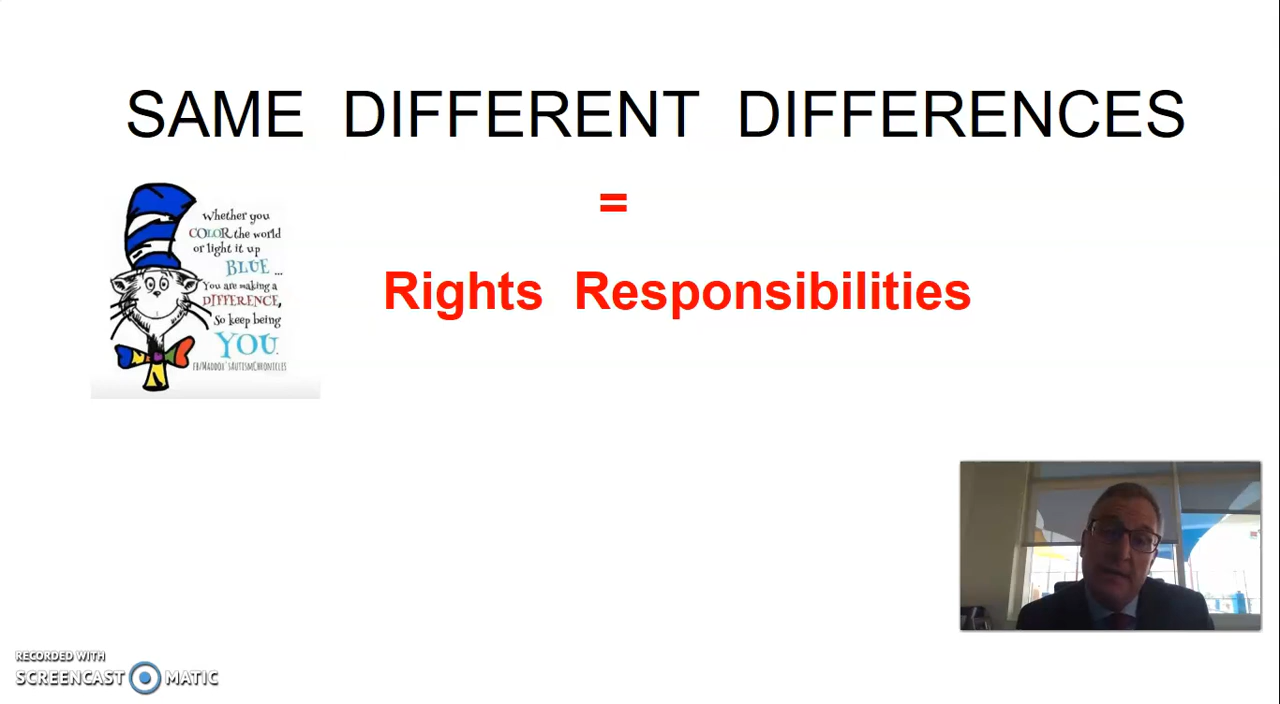 SAME DIFFERENT DIFFERENCES
=
Rights Responsibilities
Whether you
COLOR the world
or light it up
BLUE ...
You are making a
DIFFERENCE,
So keep being
YOU.
FB/MADDOX'SAUTISMCHRONICLES
RECORDED WITH
SCREENCAST MATIC